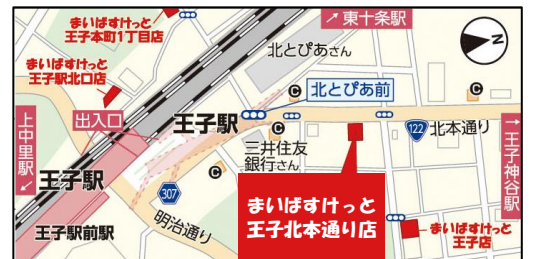 まいばすけっと
王子本町1丁目店
↗東十条駅
北とぴあさん
N
まいばすけっと
王子駅北口店
C
北とぴあ前
出入口
王子駅
C
122
北本通り
→王子神谷駅
上中里駅↙
三井住友
銀行さん
C
王子駅
307
まいばすけっと
王子北本通り店
明治通り
王子駅前駅
まいばすけっと
王子店
C